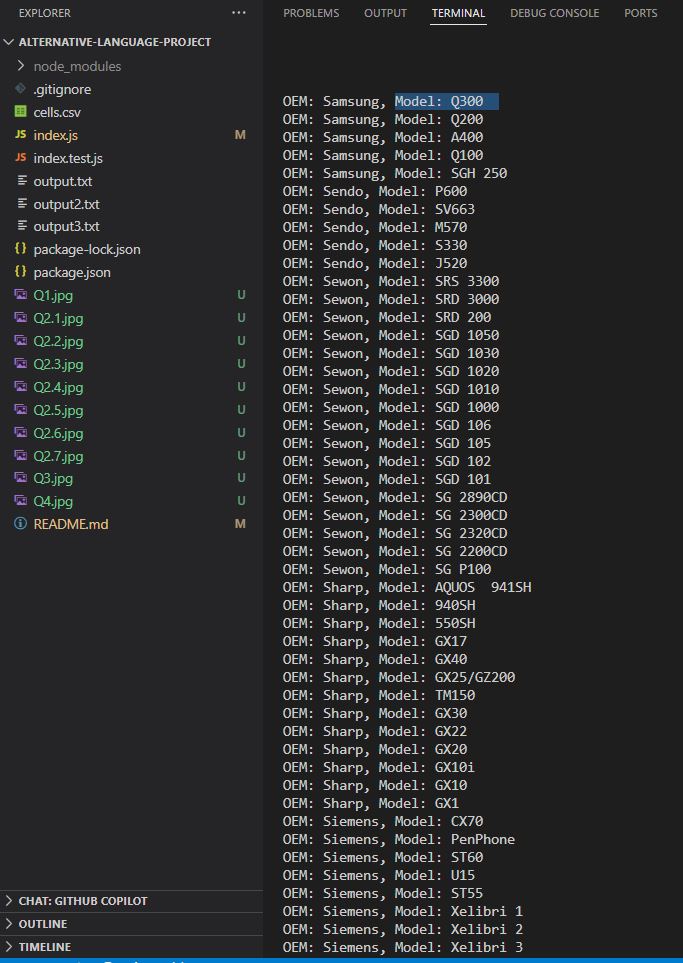 EXPLORER
ALTERNATIVE-LANGUAGE-PROJECT
node_modules
.gitignore
cells.csv
JS index.js M
JS index.test.js
output.txt
output2.txt
output3.txt
{} package-lock.json
{} package.json
Q1.jpg U
Q2.1.jpg U
Q2.2.jpg U
Q2.3.jpg U
Q2.4.jpg U
Q2.5.jpg U
Q2.6.jpg U
Q2.7.jpg U
Q3.jpg U
Q4.jpg U
README.md M
CHAT: GITHUB COPILOT
OUTLINE
TIMELINE
PROBLEMS OUTPUT TERMINAL DEBUG CONSOLE PORTS
OEM: Samsung, Model: Q300
OEM: Samsung, Model: Q200
OEM: Samsung, Model: A400
OEM: Samsung, Model: Q100
OEM: Samsung, Model: SGH 250
OEM: Sendo, Model: P600
OEM: Sendo, Model: SV663
OEM: Sendo, Model: M570
OEM: Sendo, Model: S330
OEM: Sendo, Model: J520
OEM: Sewon, Model: SRS 3300
OEM: Sewon, Model: SRD 3000
OEM: Sewon, Model: SRD 200
OEM: Sewon, Model: SGD 1050
OEM: Sewon, Model: SGD 1030
OEM: Sewon, Model: SGD 1020
OEM: Sewon, Model: SGD 1010
OEM: Sewon, Model: SGD 1000
OEM: Sewon, Model: SGD 106
OEM: Sewon, Model: SGD 105
OEM: Sewon, Model: SGD 102
OEM: Sewon, Model: SGD 101
OEM: Sewon, Model: SG 2890CD
OEM: Sewon, Model: SG 2300CD
OEM: Sewon, Model: SG 2320CD
OEM: Sewon, Model: SG 2200CD
OEM: Sewon, Model: SG P100
OEM: Sharp, Model: AQUOS  941SH
OEM: Sharp, Model: 940SH
OEM: Sharp, Model: 550SH
OEM: Sharp, Model: GX17
OEM: Sharp, Model: GX40
OEM: Sharp, Model: GX25/GZ200
OEM: Sharp, Model: TM150
OEM: Sharp, Model: GX30
OEM: Sharp, Model: GX22
OEM: Sharp, Model: GX20
OEM: Sharp, Model: GX10i
OEM: Sharp, Model: GX10
OEM: Sharp, Model: GX1
OEM: Siemens, Model: CX70
OEM: Siemens, Model: PenPhone
OEM: Siemens, Model: ST60
OEM: Siemens, Model: U15
OEM: Siemens, Model: ST55
OEM: Siemens, Model: Xelibri 1
OEM: Siemens, Model: Xelibri 2
OEM: Siemens, Model: Xelibri 3